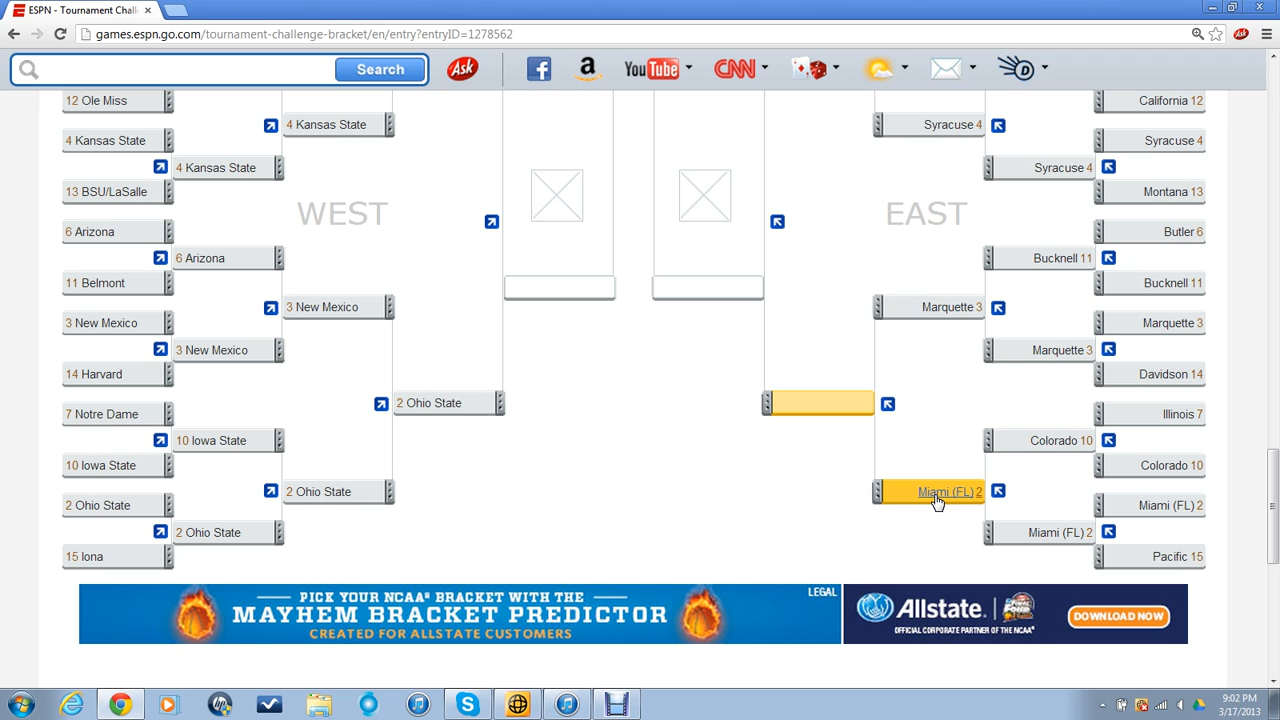 ESPN - Tournament Challe
games.espn.go.com/tournament-challenge-bracket/en/entry?entryID=1278562
Search
Ask
YouTube
CNN
12 Ole Miss
4 Kansas State
13 BSU/LaSalle
6 Arizona
11 Belmont
3 New Mexico
14 Harvard
7 Notre Dame
10 Iowa State
2 Ohio State
15 Iona
4 Kansas State
6 Arizona
3 New Mexico
10 Iowa State
2 Ohio State
4 Kansas State
3 New Mexico
2 Ohio State
WEST
2 Ohio State
EAST
Syracuse 4
Marquette 3
Miami (FL) 2
Syracuse 4
Bucknell 11
Marquette 3
Colorado 10
Miami (FL) 2
California 12
Syracuse 4
Montana 13
Butler 6
Bucknell 11
Marquette 3
Davidson 14
Illinois 7
Colorado 10
Miami (FL) 2
Pacific 15
PICK YOUR NCAA® BRACKET WITH THE
MAYHEM BRACKET PREDICTOR
CREATED FOR ALLSTATE CUSTOMERS
LEGAL
Allstate
OFFICIAL CORPORATE PARTNER OF THE NCAA®
DOWNLOAD NOW
9:02 PM
3/17/2013